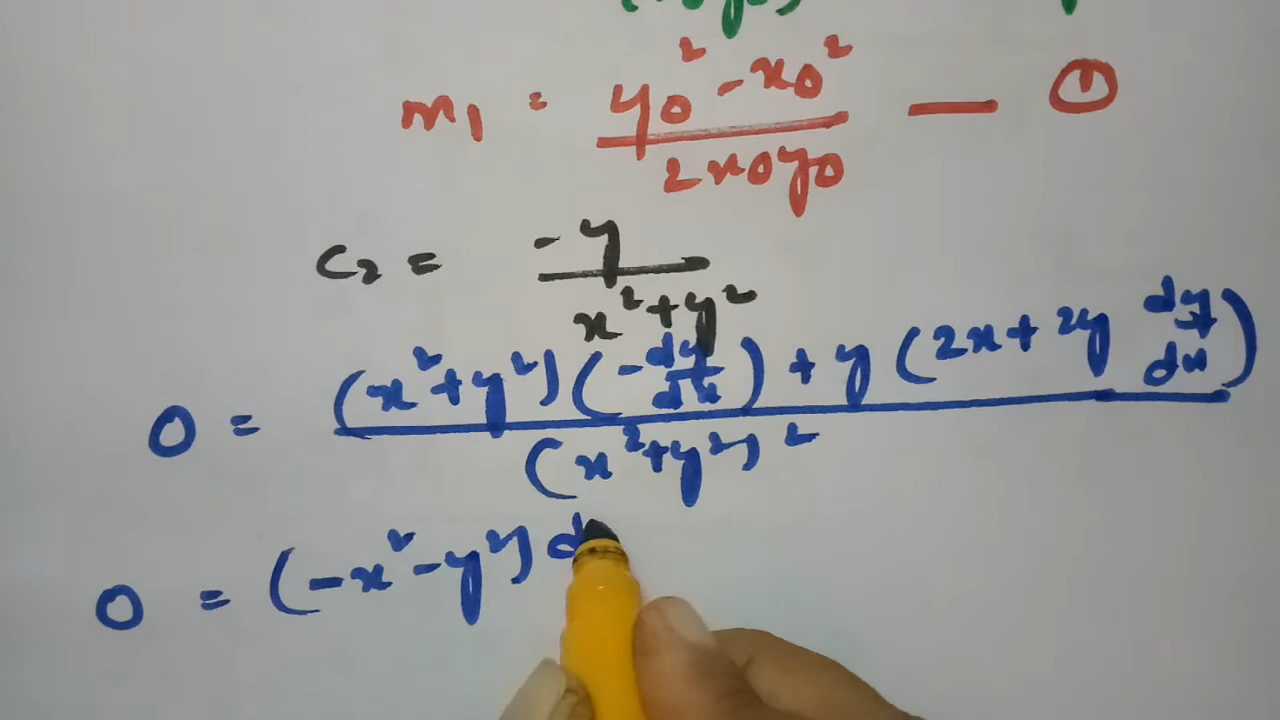 m1 = y0² - x0² / 2x0y0 — ①
C2 = -y / x²+y²
0 = (x²+y²)(-dy/dx) + y(2x+2y dy/dx) / (x²+y²)²
0 = (-x²-y²) d